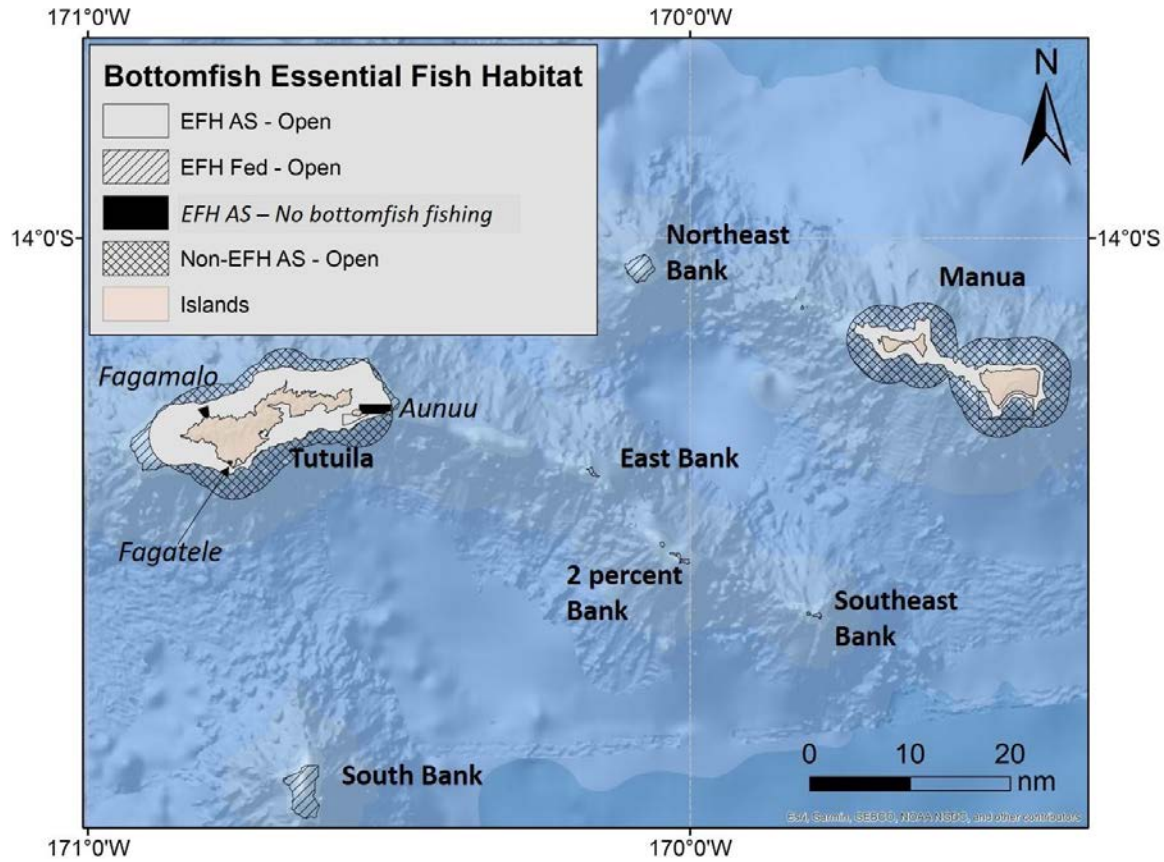 171°0'W
170°0'W
Bottomfish Essential Fish Habitat
EFH AS - Open
EFH Fed - Open
EFH AS – No bottomfish fishing
Non-EFH AS - Open
Islands
N
14°0'S
14°0'S
Northeast
Bank
Manua
Fagamalo
Aunuu
Tutuila
East Bank
Fagatele
2 percent
Bank
Southeast
Bank
South Bank
0
10
20
nm
Esri, Garmin, GEBCO, NOAA NGDC, and other contributors
171°0'W
170°0'W